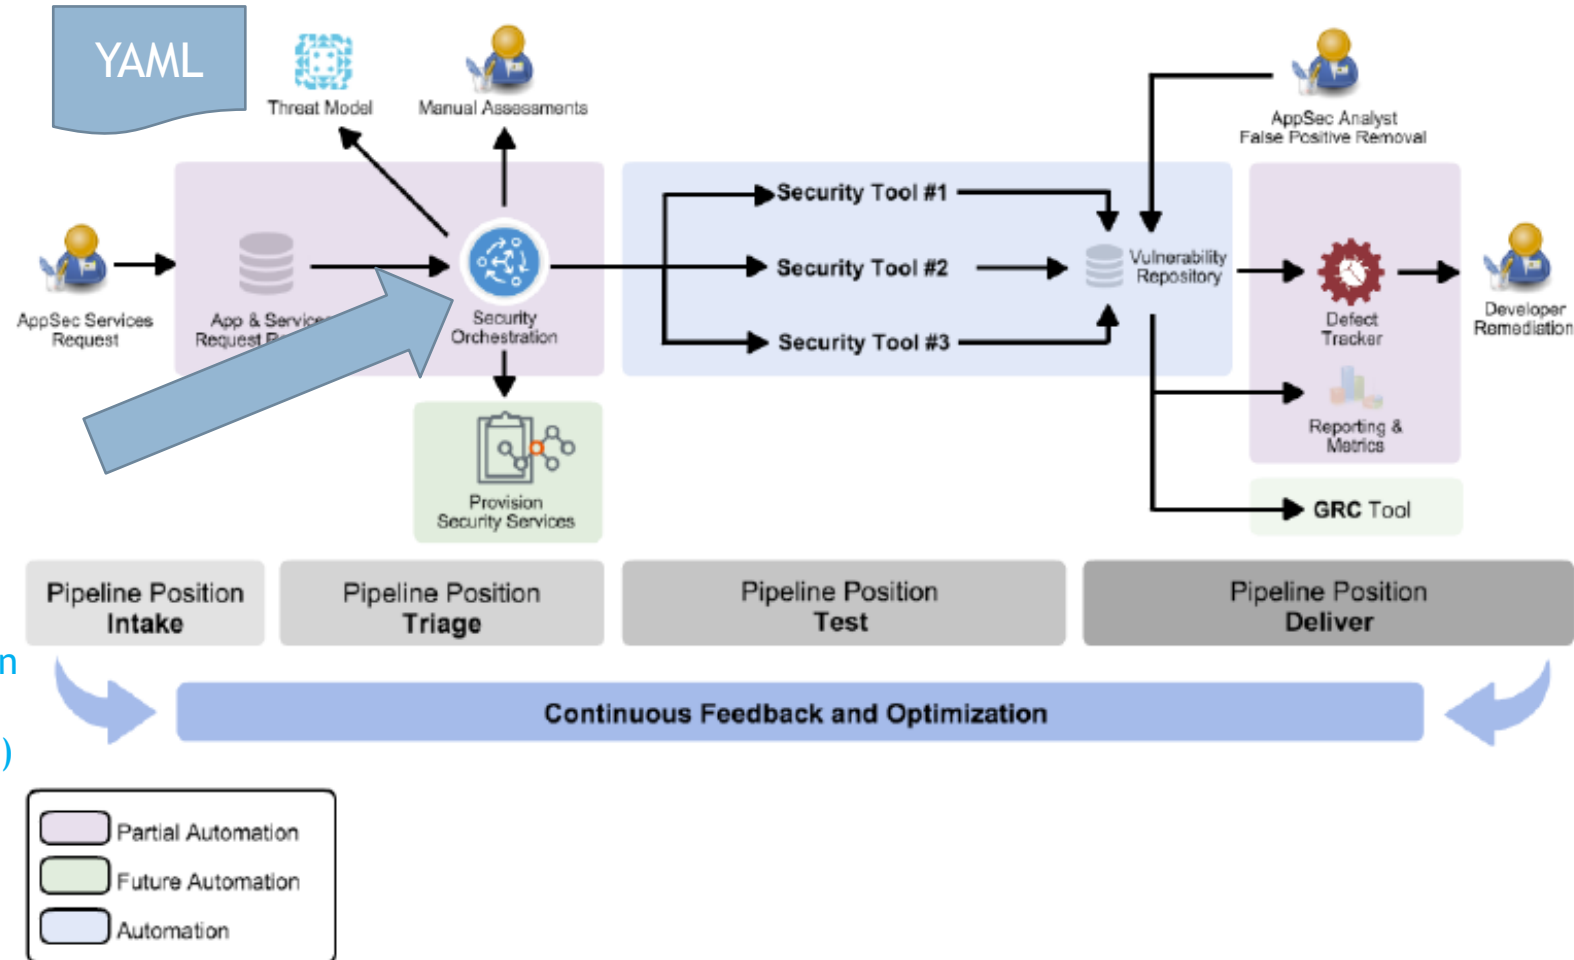 YAML
Threat Model
Manual Assessments
AppSec Analyst
False Positive Removal
AppSec Services
Request
App & Services
Request
Security
Orchestration
Security Tool #1
Security Tool #2
Security Tool #3
Vulnerability
Repository
Defect
Tracker
Developer
Remediation
Reporting &
Metrics
Provision
Security Services
GRC Tool
Pipeline Position
Intake
Pipeline Position
Triage
Pipeline Position
Test
Pipeline Position
Deliver
n
)
Continuous Feedback and Optimization
Partial Automation
Future Automation
Automation